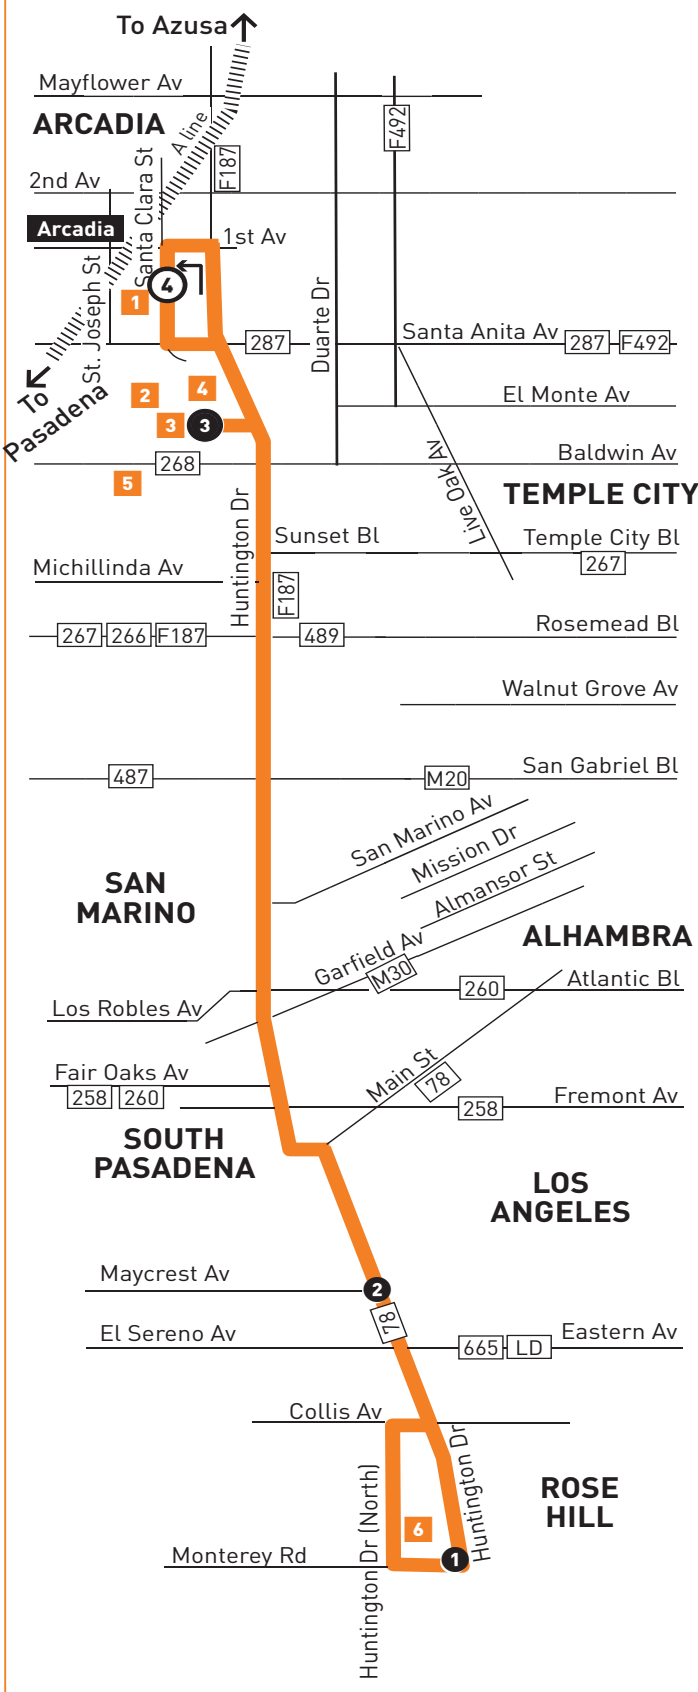 To Azusa
Mayflower Av
ARCADIA
A line
F492
F187
2nd Av
Santa Clara St
Arcadia
1st Av
St. Joseph St
4
1
Duarte Dr
287
Santa Anita Av
287
F492
To
Pasadena
2
4
El Monte Av
3
3
268
Baldwin Av
5
Live Oak Av
TEMPLE CITY
Huntington Dr
Sunset Bl
Temple City Bl
267
Michillinda Av
F187
267
266
F187
489
Rosemead Bl
Walnut Grove Av
487
M20
San Gabriel Bl
San Marino Av
Mission Dr
SAN
MARINO
Almansor St
Garfield Av
M30
ALHAMBRA
Los Robles Av
260
Atlantic Bl
Main St
78
Fair Oaks Av
258
260
258
Fremont Av
SOUTH
PASADENA
LOS
ANGELES
Maycrest Av
2
78
El Sereno Av
665
LD
Eastern Av
Collis Av
Huntington Dr
Huntington Dr (North)
ROSE
HILL
6
Monterey Rd
1